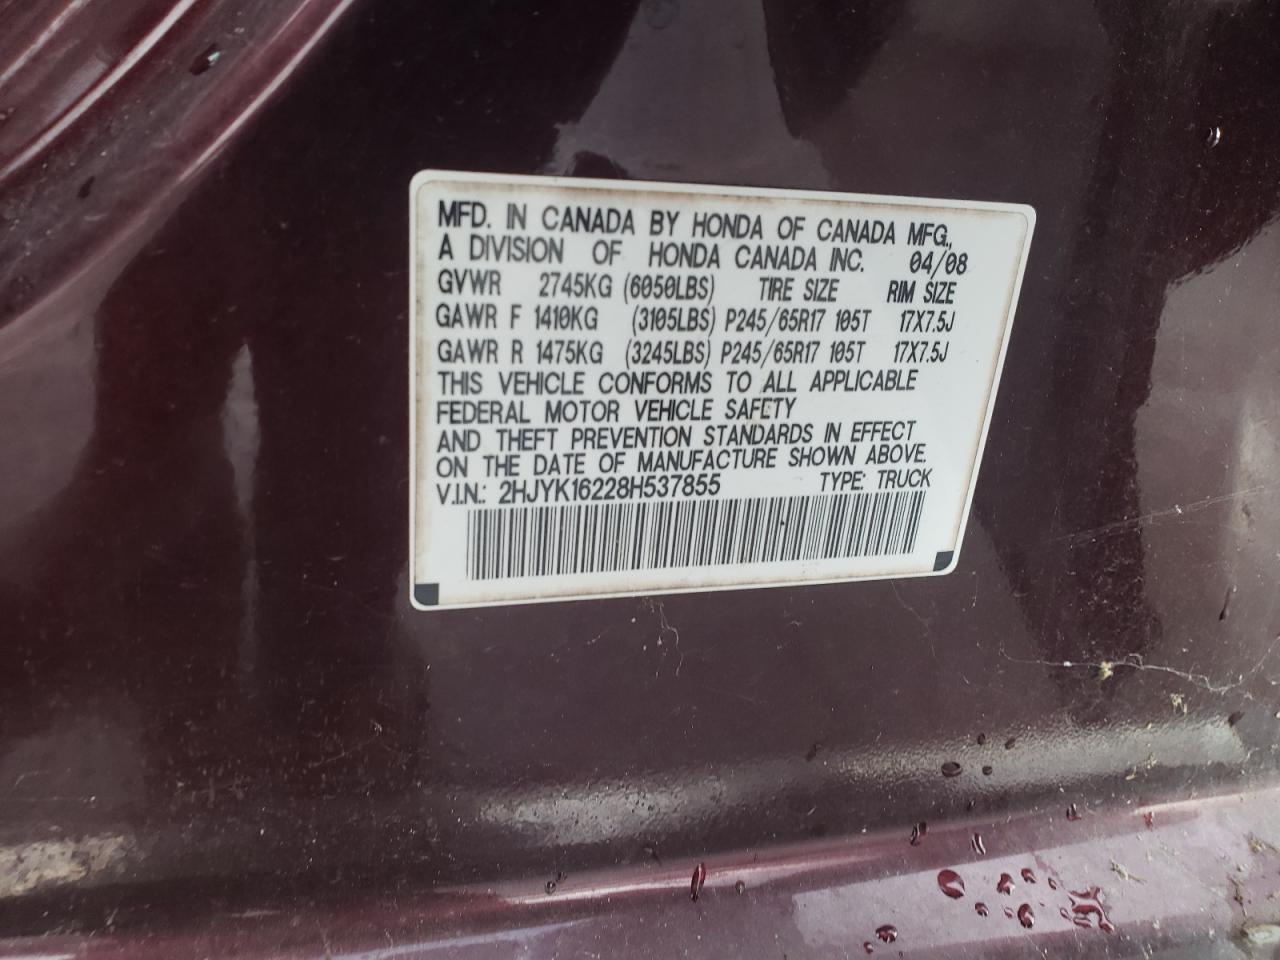 MFD. IN CANADA BY HONDA OF CANADA MFG.,
A DIVISION OF HONDA CANADA INC. 04/08
GVWR 2745KG (6050LBS) TIRE SIZE RIM SIZE
GAWR F 1410KG (3105LBS) P245/65R17 105T 17X7.5J
GAWR R 1475KG (3245LBS) P245/65R17 105T 17X7.5J
THIS VEHICLE CONFORMS TO ALL APPLICABLE
FEDERAL MOTOR VEHICLE SAFETY
AND THEFT PREVENTION STANDARDS IN EFFECT
ON THE DATE OF MANUFACTURE SHOWN ABOVE.
V.I.N.: 2HJYK16228H537855 TYPE: TRUCK